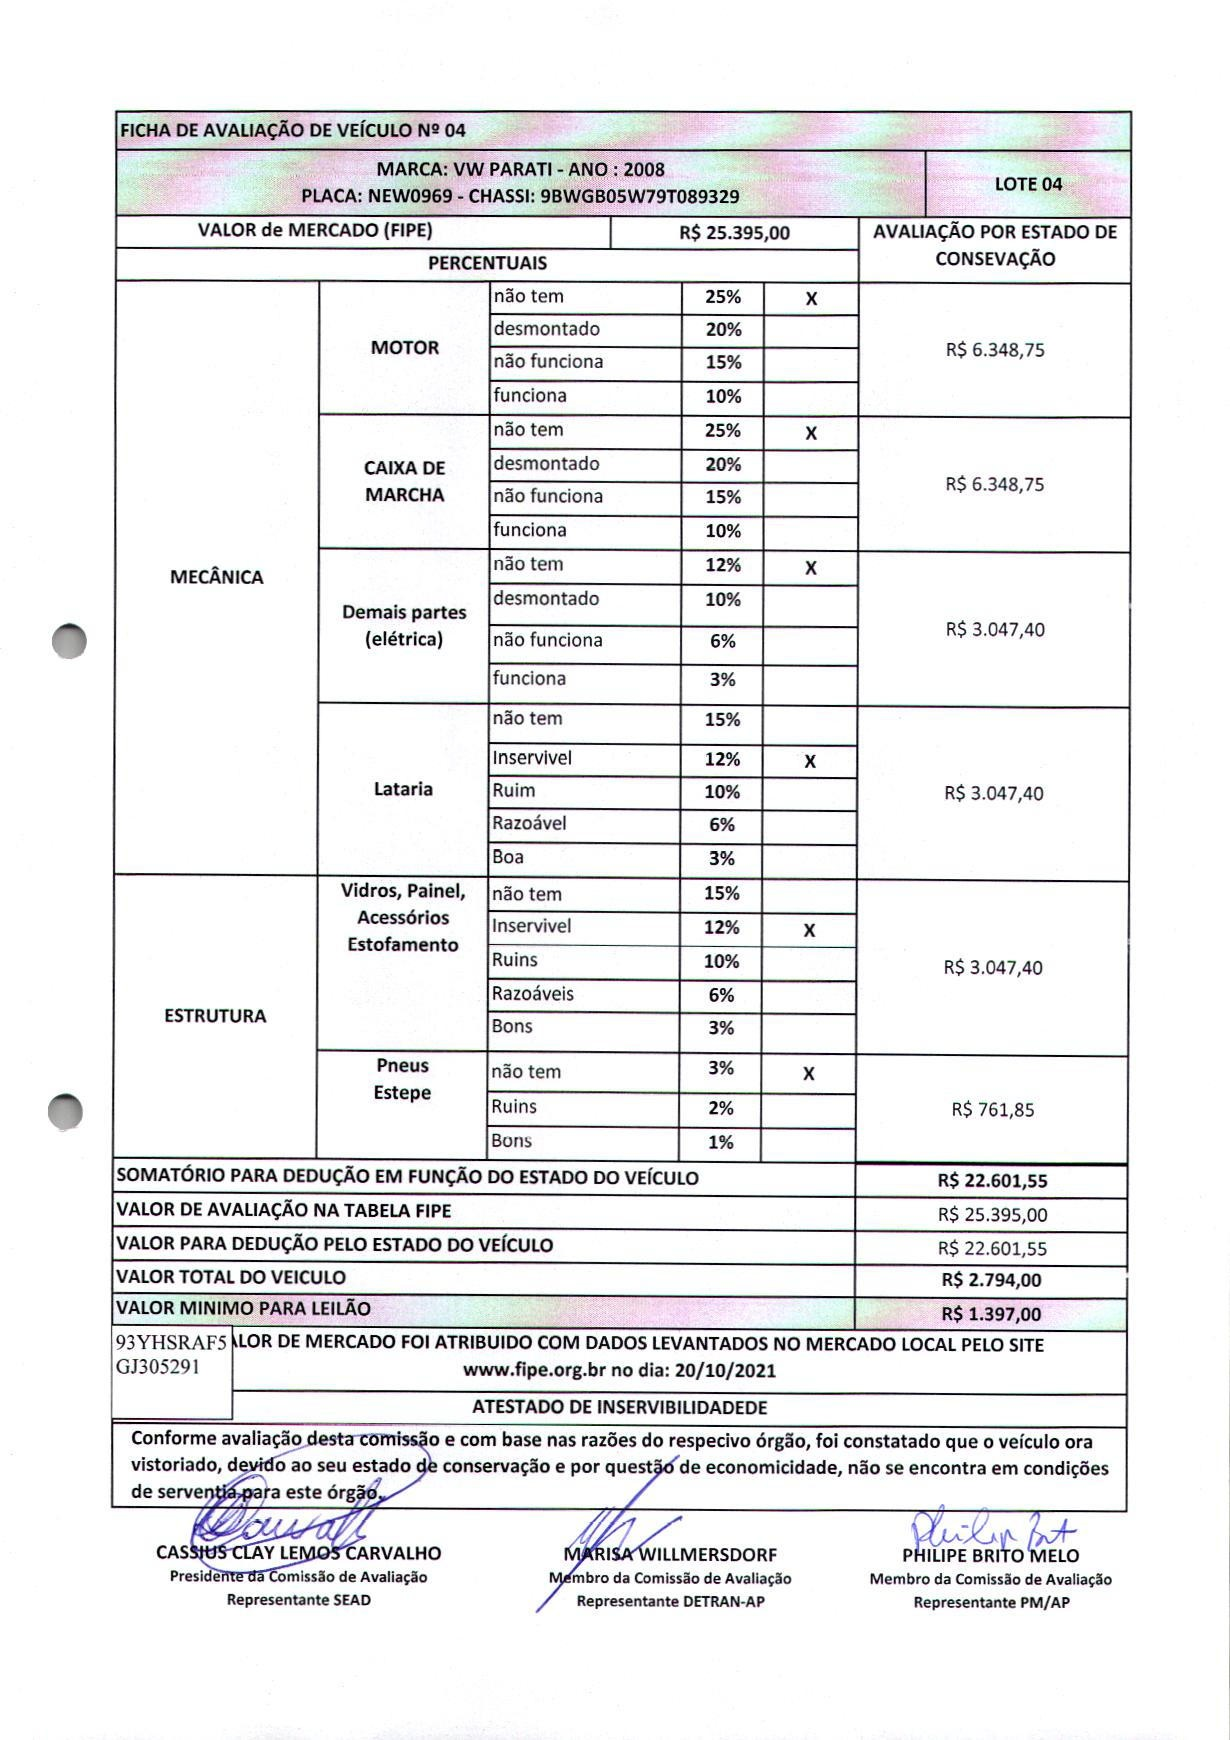 FICHA DE AVALIAÇÃO DE VEÍCULO Nº 04
MARCA: VW PARATI - ANO : 2008
PLACA: NEW0969 - CHASSI: 9BWGB05W79T089329
LOTE 04
VALOR de MERCADO (FIPE) R$ 25.395,00
AVALIAÇÃO POR ESTADO DE
CONSEVAÇÃO
PERCENTUAIS
MECÂNICA
MOTOR
não tem 25% X
desmontado 20%
não funciona 15%
funciona 10%
R$ 6.348,75
CAIXA DE
MARCHA
não tem 25% X
desmontado 20%
não funciona 15%
funciona 10%
R$ 6.348,75
Demais partes
(elétrica)
não tem 12% X
desmontado 10%
não funciona 6%
funciona 3%
R$ 3.047,40
Lataria
não tem 15%
Inservivel 12% X
Ruim 10%
Razoável 6%
Boa 3%
R$ 3.047,40
ESTRUTURA
Vidros, Painel,
Acessórios
Estofamento
não tem 15%
Inservivel 12% X
Ruins 10%
Razoáveis 6%
Bons 3%
R$ 3.047,40
Pneus
Estepe
não tem 3% X
Ruins 2%
Bons 1%
R$ 761,85
SOMATÓRIO PARA DEDUÇÃO EM FUNÇÃO DO ESTADO DO VEÍCULO R$ 22.601,55
VALOR DE AVALIAÇÃO NA TABELA FIPE R$ 25.395,00
VALOR PARA DEDUÇÃO PELO ESTADO DO VEÍCULO R$ 22.601,55
VALOR TOTAL DO VEICULO R$ 2.794,00
VALOR MINIMO PARA LEILÃO R$ 1.397,00
93YHSRAF5
GJ305291
ALOR DE MERCADO FOI ATRIBUIDO COM DADOS LEVANTADOS NO MERCADO LOCAL PELO SITE
www.fipe.org.br no dia: 20/10/2021
ATESTADO DE INSERVIBILIDADEDE
Conforme avaliação desta comissão e com base nas razões do respecivo órgão, foi constatado que o veículo ora
vistoriado, devido ao seu estado de conservação e por questão de economicidade, não se encontra em condições
de serventia para este órgão.
CASSIUS CLAY LEMOS CARVALHO
Presidente da Comissão de Avaliação
Representante SEAD
MARISA WILLMERSDORF
Membro da Comissão de Avaliação
Representante DETRAN-AP
PHILIPE BRITO MELO
Membro da Comissão de Avaliação
Representante PM/AP